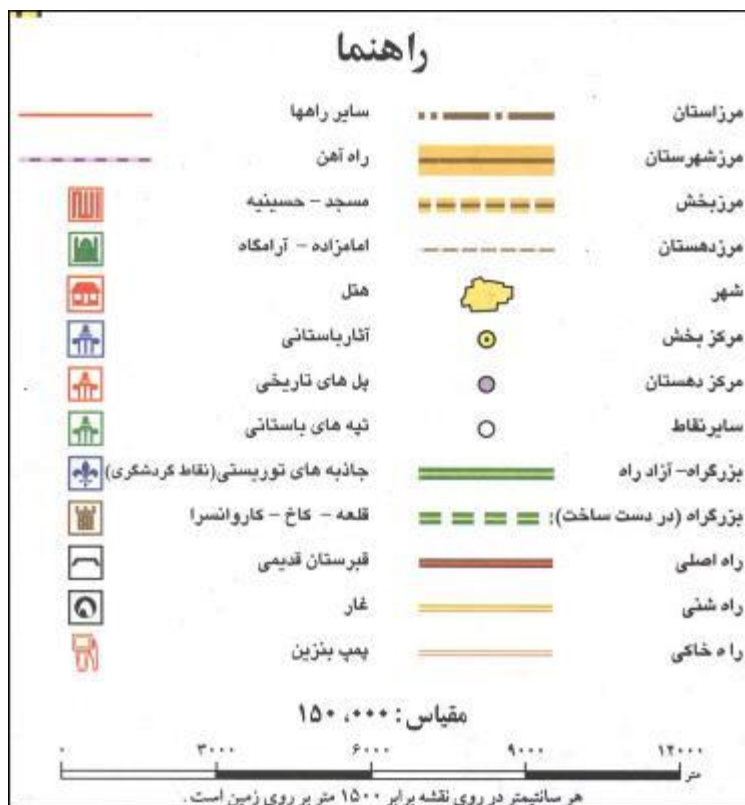 راهنما
مرزاستان
سایر راهها
مرزشهرستان
راه آهن
مرزبخش
مسجد - حسینیه
مرزدهستان
امامزاده - آرامگاه
شهر
هتل
مرکز بخش
آثارباستانی
مرکز دهستان
پل های تاریخی
سایرنقاط
تپه های باستانی
بزرگراه- آزاد راه
جاذبه های توریستی(نقاط گردشگری)
بزرگراه (در دست ساخت):
قلعه - کاخ - کاروانسرا
راه اصلی
قبرستان قدیمی
راه شنی
غار
راه خاکی
پمپ بنزین
مقیاس: ۱۵۰،۰۰۰
۰ ۳۰۰۰ ۶۰۰۰ ۹۰۰۰ ۱۲۰۰۰
متر
هر سانتیمتر در روی نقشه برابر ۱۵۰۰ متر بر روی زمین است.